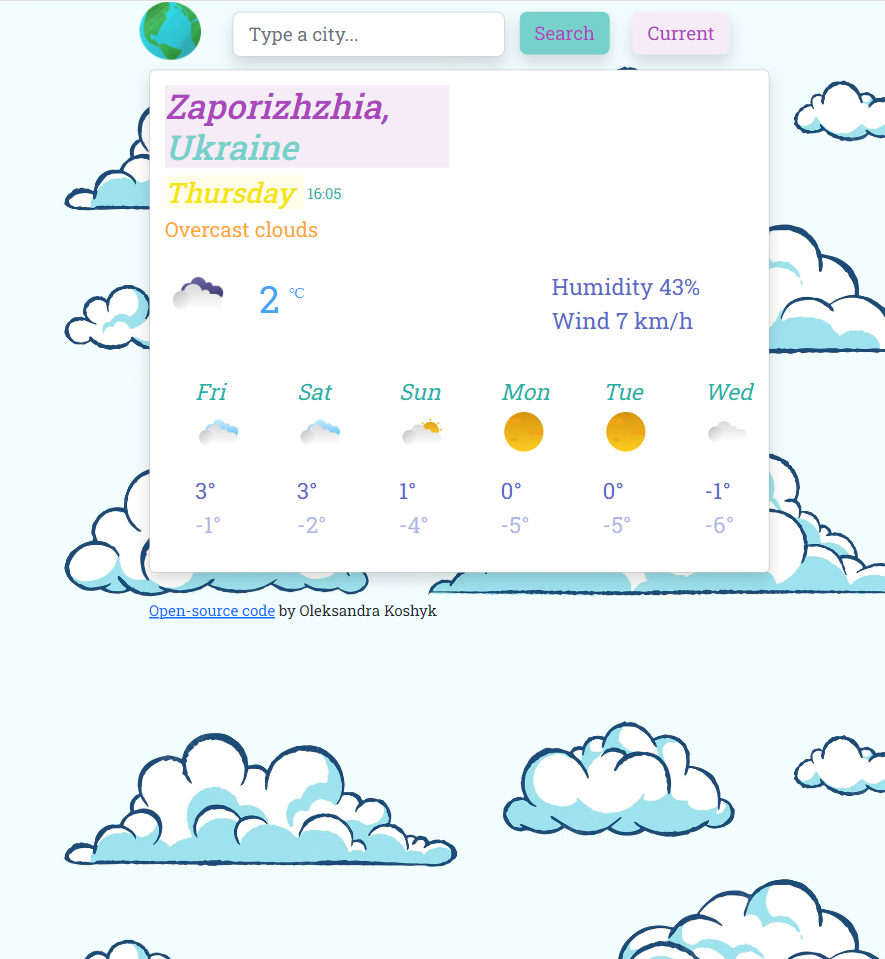 Type a city... Search Current
Zaporizhzhia,
Ukraine
Thursday 16:05
Overcast clouds
2 °C
Humidity 43%
Wind 7 km/h
Fri Sat Sun Mon Tue Wed
3° 3° 1° 0° 0° -1°
-1° -2° -4° -5° -5° -6°
Open-source code by Oleksandra Koshyk